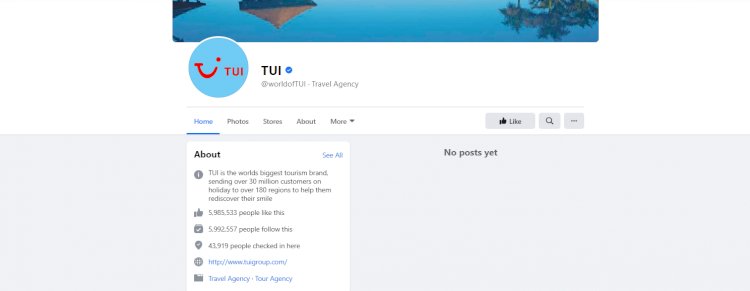 TUI
TUI
@worldofTUI · Travel Agency
Home Photos Stores About More Like ...
About See All
TUI is the worlds biggest tourism brand,
sending over 30 million customers on
holiday to over 180 regions to help them
rediscover their smile
5,985,533 people like this
5,992,557 people follow this
43,919 people checked in here
http://www.tuigroup.com/
Travel Agency · Tour Agency
No posts yet